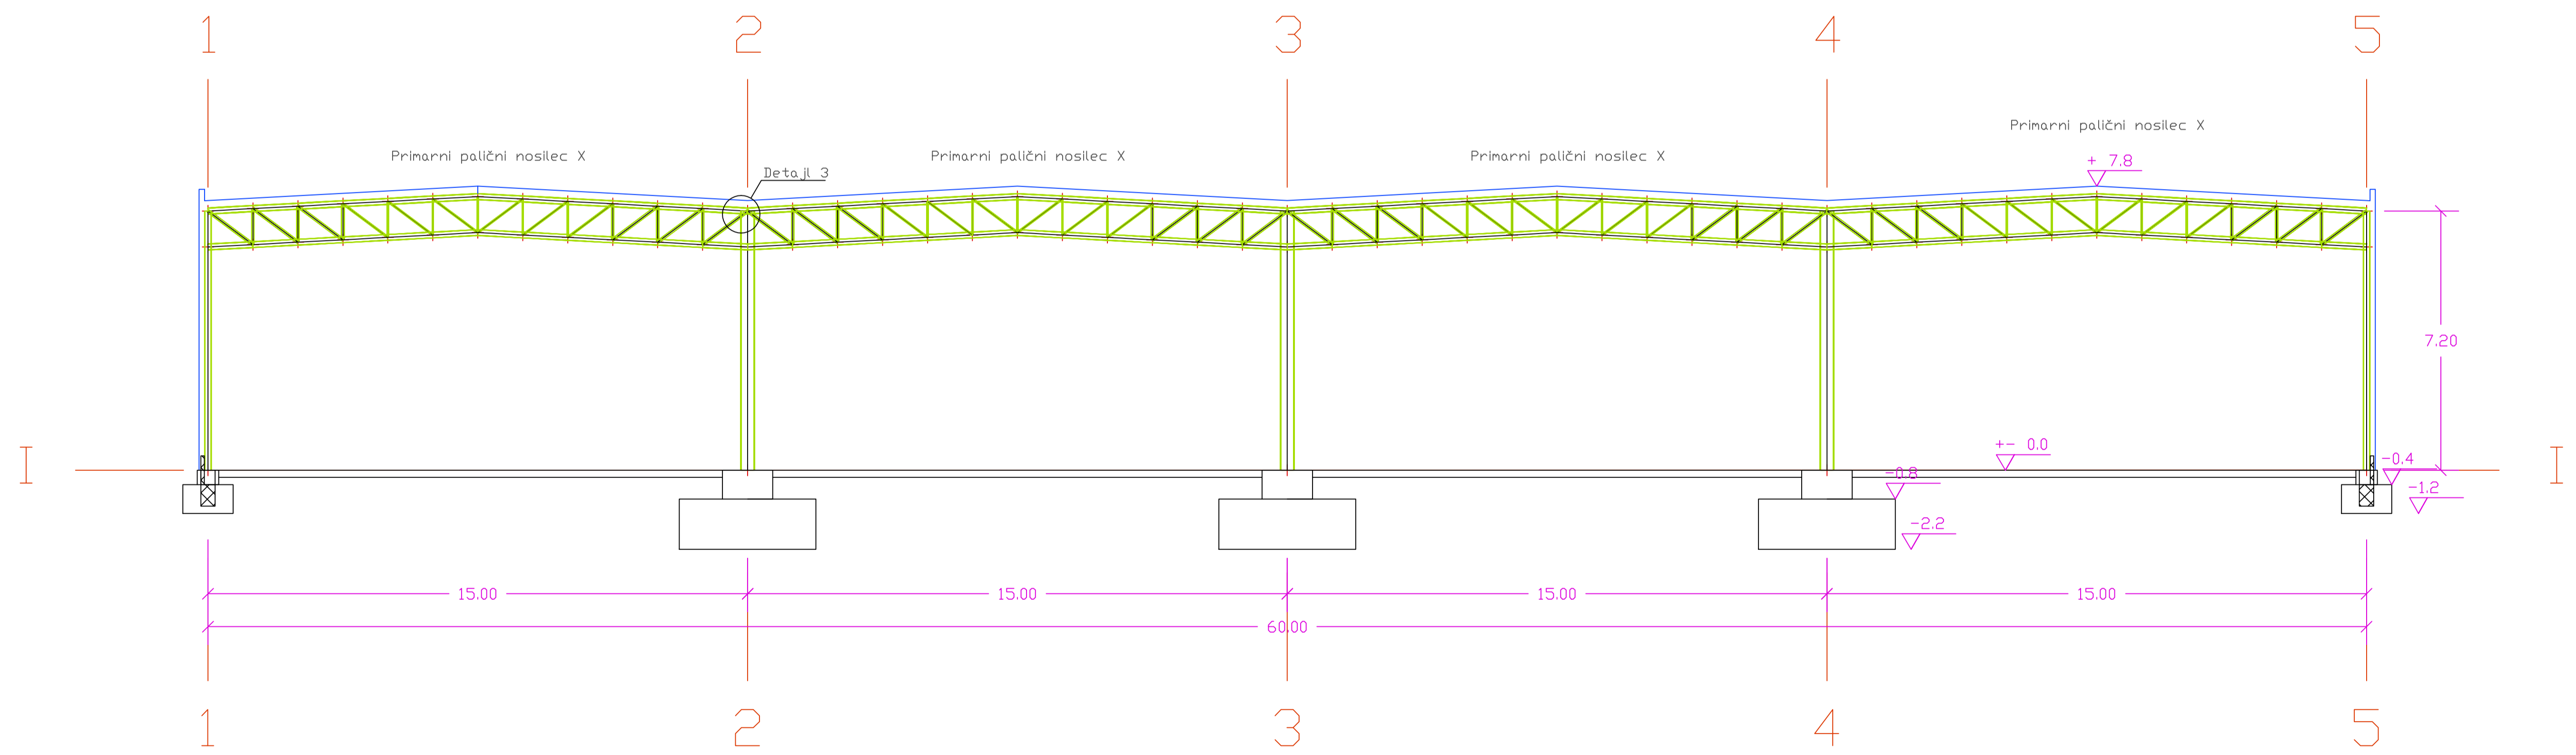 1 2 3 4 5
Primarni palični nosilec X
Primarni palični nosilec X
Primarni palični nosilec X
Primarni palični nosilec X
+ 7.8
Detajl 3
7.20
+- 0.0
I
I
-0.4
-0.8
-1.2
-2.2
15.00 15.00 15.00 15.00
60.00
1 2 3 4 5